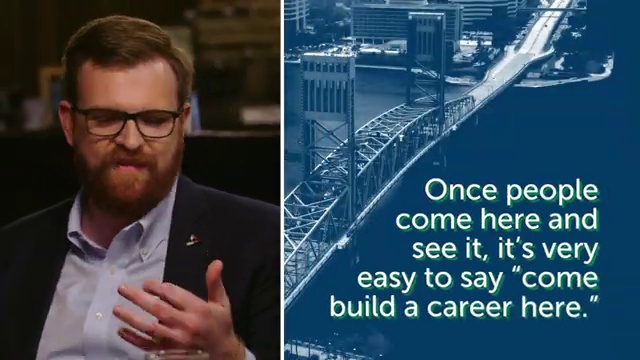 Once people
come here and
see it, it's very
easy to say “come
build a career here.”